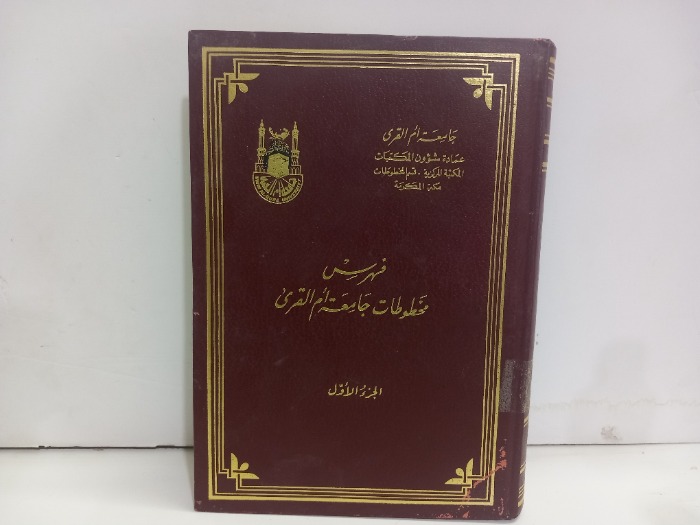 جامعة أم القرى
عمادة شؤون المكتبات
المكتبة المركزية - قسم المخطوطات
مكة المكرمة
فهرس
مخطوطات جامعة أم القرى
الجزء الأول